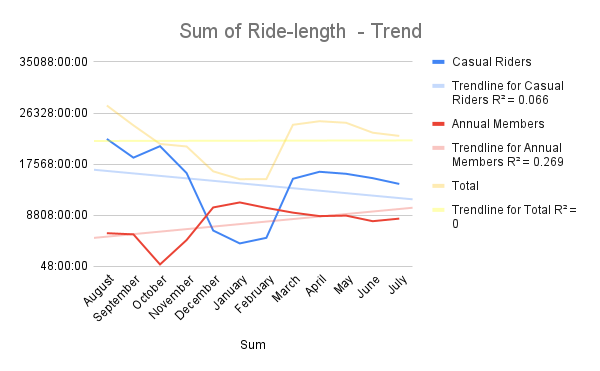 Sum of Ride-length - Trend
35088:00:00
26328:00:00
17568:00:00
8808:00:00
48:00:00
August
September
October
November
December
January
February
March
April
May
June
July
Sum
Casual Riders
Trendline for Casual
Riders R² = 0.066
Annual Members
Trendline for Annual
Members R² = 0.269
Total
Trendline for Total R² =
0